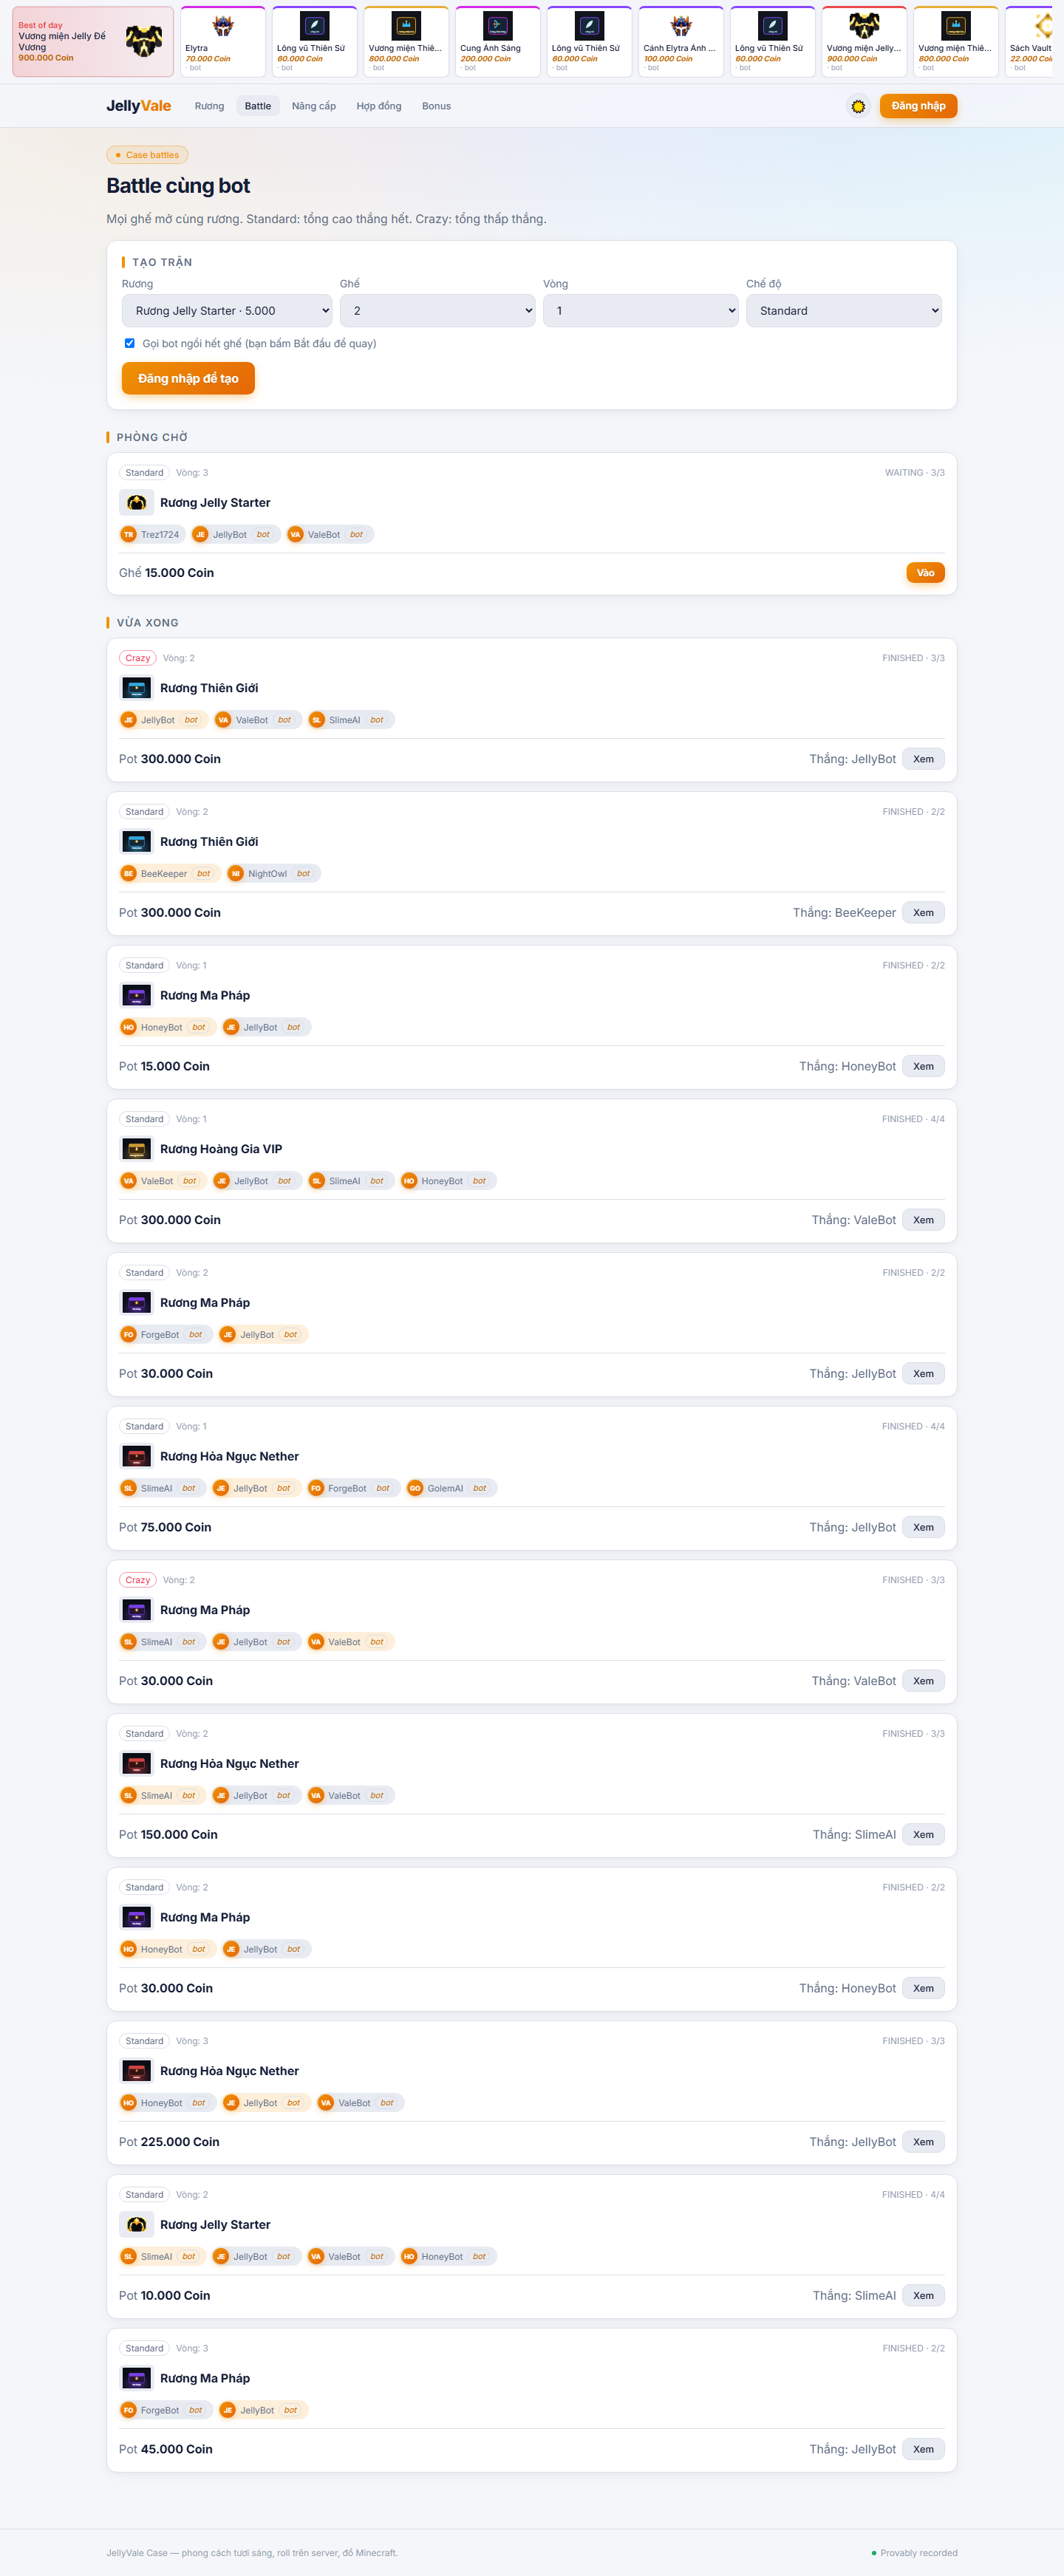 Best of day
Vương miện Jelly Đế Vương
900.000 Coin
Elytra
70.000 Coin
· bot
Lông vũ Thiên Sứ
60.000 Coin
· bot
Vương miện Thiê...
800.000 Coin
· bot
Cung Ánh Sáng
200.000 Coin
· bot
Lông vũ Thiên Sứ
60.000 Coin
· bot
Cánh Elytra Ánh ...
100.000 Coin
· bot
Lông vũ Thiên Sứ
60.000 Coin
· bot
Vương miện Jelly...
900.000 Coin
· bot
Vương miện Thiê...
800.000 Coin
· bot
Sách Vault
22.000 Coin
· bot
JellyVale
Rương
Battle
Nâng cấp
Hợp đồng
Bonus
Đăng nhập
Case battles
Battle cùng bot
Mọi ghế mở cùng rương. Standard: tổng cao thắng hết. Crazy: tổng thấp thắng.
TẠO TRẬN
Rương
Ghế
Vòng
Chế độ
Rương Jelly Starter · 5.000
2
1
Standard
Gọi bot ngồi hết ghế (bạn bấm Bắt đầu để quay)
Đăng nhập để tạo
PHÒNG CHỜ
Standard Vòng: 3 WAITING · 3/3
Rương Jelly Starter
TR Trez1724 JE JellyBot bot VA ValeBot bot
Ghế 15.000 Coin Vào
VỪA XONG
Crazy Vòng: 2 FINISHED · 3/3
Rương Thiên Giới
JE JellyBot bot VA ValeBot bot SL SlimeAI bot
Pot 300.000 Coin Thắng: JellyBot Xem
Standard Vòng: 2 FINISHED · 2/2
Rương Thiên Giới
BE BeeKeeper bot NI NightOwl bot
Pot 300.000 Coin Thắng: BeeKeeper Xem
Standard Vòng: 1 FINISHED · 2/2
Rương Ma Pháp
HO HoneyBot bot JE JellyBot bot
Pot 15.000 Coin Thắng: HoneyBot Xem
Standard Vòng: 1 FINISHED · 4/4
Rương Hoàng Gia VIP
VA ValeBot bot JE JellyBot bot SL SlimeAI bot HO HoneyBot bot
Pot 300.000 Coin Thắng: ValeBot Xem
Standard Vòng: 2 FINISHED · 2/2
Rương Ma Pháp
FO ForgeBot bot JE JellyBot bot
Pot 30.000 Coin Thắng: JellyBot Xem
Standard Vòng: 1 FINISHED · 4/4
Rương Hỏa Ngục Nether
SL SlimeAI bot JE JellyBot bot FO ForgeBot bot GO GolemAI bot
Pot 75.000 Coin Thắng: JellyBot Xem
Crazy Vòng: 2 FINISHED · 3/3
Rương Ma Pháp
SL SlimeAI bot JE JellyBot bot VA ValeBot bot
Pot 30.000 Coin Thắng: ValeBot Xem
Standard Vòng: 2 FINISHED · 3/3
Rương Hỏa Ngục Nether
SL SlimeAI bot JE JellyBot bot VA ValeBot bot
Pot 150.000 Coin Thắng: SlimeAI Xem
Standard Vòng: 2 FINISHED · 2/2
Rương Ma Pháp
HO HoneyBot bot JE JellyBot bot
Pot 30.000 Coin Thắng: HoneyBot Xem
Standard Vòng: 3 FINISHED · 3/3
Rương Hỏa Ngục Nether
HO HoneyBot bot JE JellyBot bot VA ValeBot bot
Pot 225.000 Coin Thắng: JellyBot Xem
Standard Vòng: 2 FINISHED · 4/4
Rương Jelly Starter
SL SlimeAI bot JE JellyBot bot VA ValeBot bot HO HoneyBot bot
Pot 10.000 Coin Thắng: SlimeAI Xem
Standard Vòng: 3 FINISHED · 2/2
Rương Ma Pháp
FO ForgeBot bot JE JellyBot bot
Pot 45.000 Coin Thắng: JellyBot Xem
JellyVale Case — phong cách tươi sáng, roll trên server, đồ Minecraft.
Provably recorded